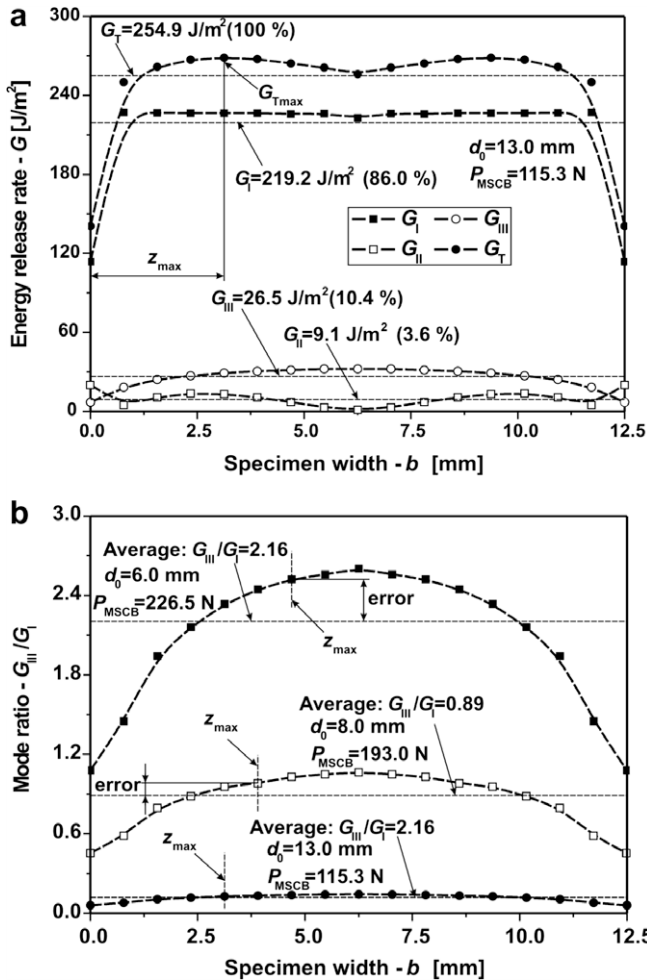 a
G_T=254.9 J/m²(100 %)
G_Tmax
G_I=219.2 J/m² (86.0 %)
d_0=13.0 mm
P_MSCB=115.3 N
G_I G_III
G_II G_T
z_max
G_III=26.5 J/m²(10.4 %)
G_II=9.1 J/m² (3.6 %)
Energy release rate - G [J/m²]
300
240
180
120
60
0
0.0 2.5 5.0 7.5 10.0 12.5
Specimen width - b [mm]
b
Average: G_III/G_I=2.16
d_0=6.0 mm
P_MSCB=226.5 N
error
z_max
Average: G_III/G_I=0.89
d_0=8.0 mm
P_MSCB=193.0 N
z_max
error
Average: G_III/G_I=2.16
d_0=13.0 mm
P_MSCB=115.3 N
z_max
Mode ratio - G_III/G_I
3.0
2.4
1.8
1.2
0.6
0.0
0.0 2.5 5.0 7.5 10.0 12.5
Specimen width - b [mm]